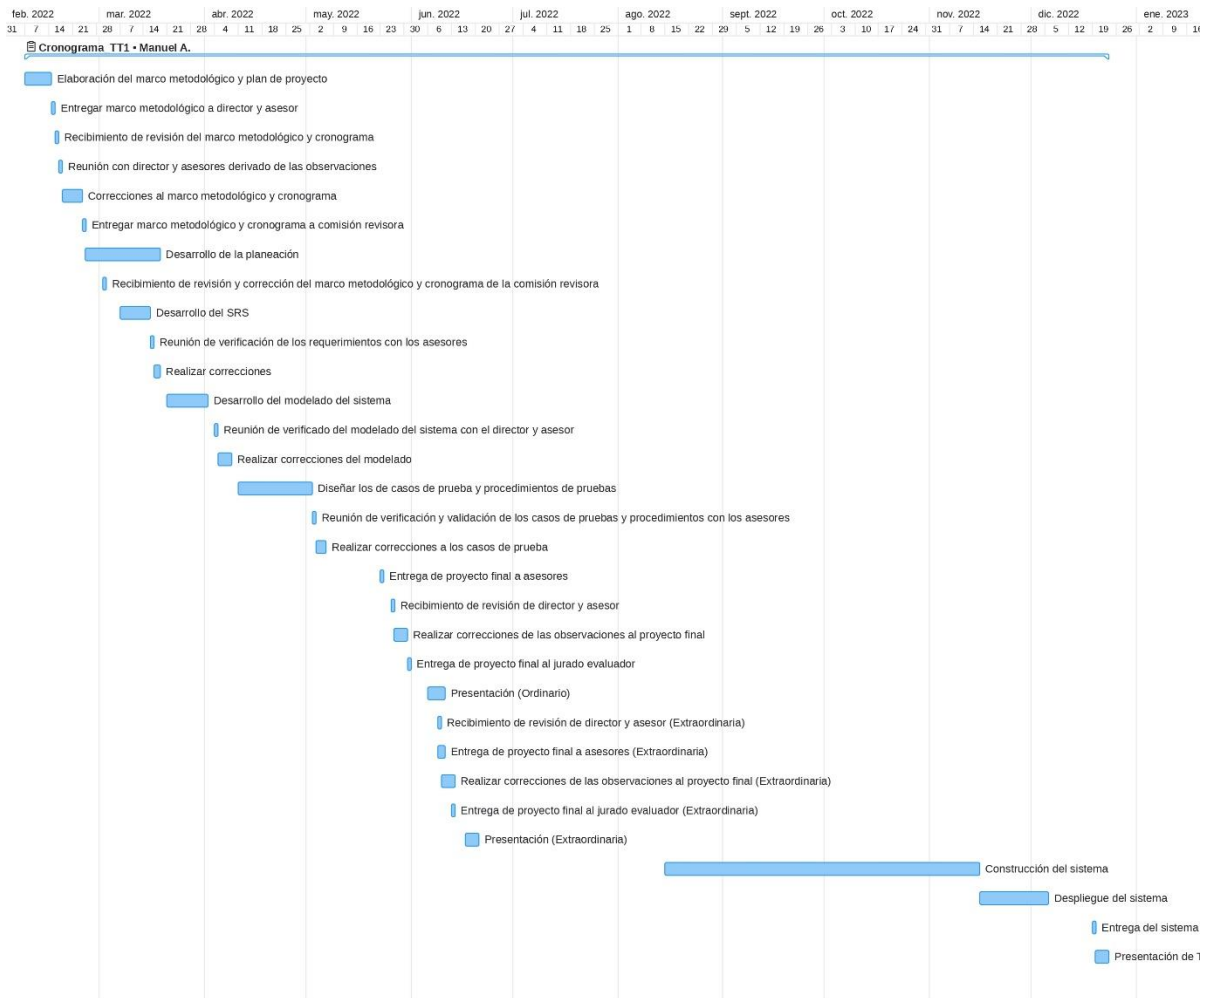 feb. 2022 mar. 2022 abr. 2022 may. 2022 jun. 2022 jul. 2022 ago. 2022 sept. 2022 oct. 2022 nov. 2022 dic. 2022 ene. 2023
31 7 14 21 28 7 14 21 28 4 11 18 25 2 9 16 23 30 6 13 20 27 4 11 18 25 1 8 15 22 29 5 12 19 26 3 10 17 24 31 7 14 21 28 5 12 19 26 2 9 16
Cronograma TT1 • Manuel A.
Elaboración del marco metodológico y plan de proyecto
Entregar marco metodológico a director y asesor
Recibimiento de revisión del marco metodológico y cronograma
Reunión con director y asesores derivado de las observaciones
Correcciones al marco metodológico y cronograma
Entregar marco metodológico y cronograma a comisión revisora
Desarrollo de la planeación
Recibimiento de revisión y corrección del marco metodológico y cronograma de la comisión revisora
Desarrollo del SRS
Reunión de verificación de los requerimientos con los asesores
Realizar correcciones
Desarrollo del modelado del sistema
Reunión de verificado del modelado del sistema con el director y asesor
Realizar correcciones del modelado
Diseñar los de casos de prueba y procedimientos de pruebas
Reunión de verificación y validación de los casos de pruebas y procedimientos con los asesores
Realizar correcciones a los casos de prueba
Entrega de proyecto final a asesores
Recibimiento de revisión de director y asesor
Realizar correcciones de las observaciones al proyecto final
Entrega de proyecto final al jurado evaluador
Presentación (Ordinario)
Recibimiento de revisión de director y asesor (Extraordinaria)
Entrega de proyecto final a asesores (Extraordinaria)
Realizar correcciones de las observaciones al proyecto final (Extraordinaria)
Entrega de proyecto final al jurado evaluador (Extraordinaria)
Presentación (Extraordinaria)
Construcción del sistema
Despliegue del sistema
Entrega del sistema
Presentación de